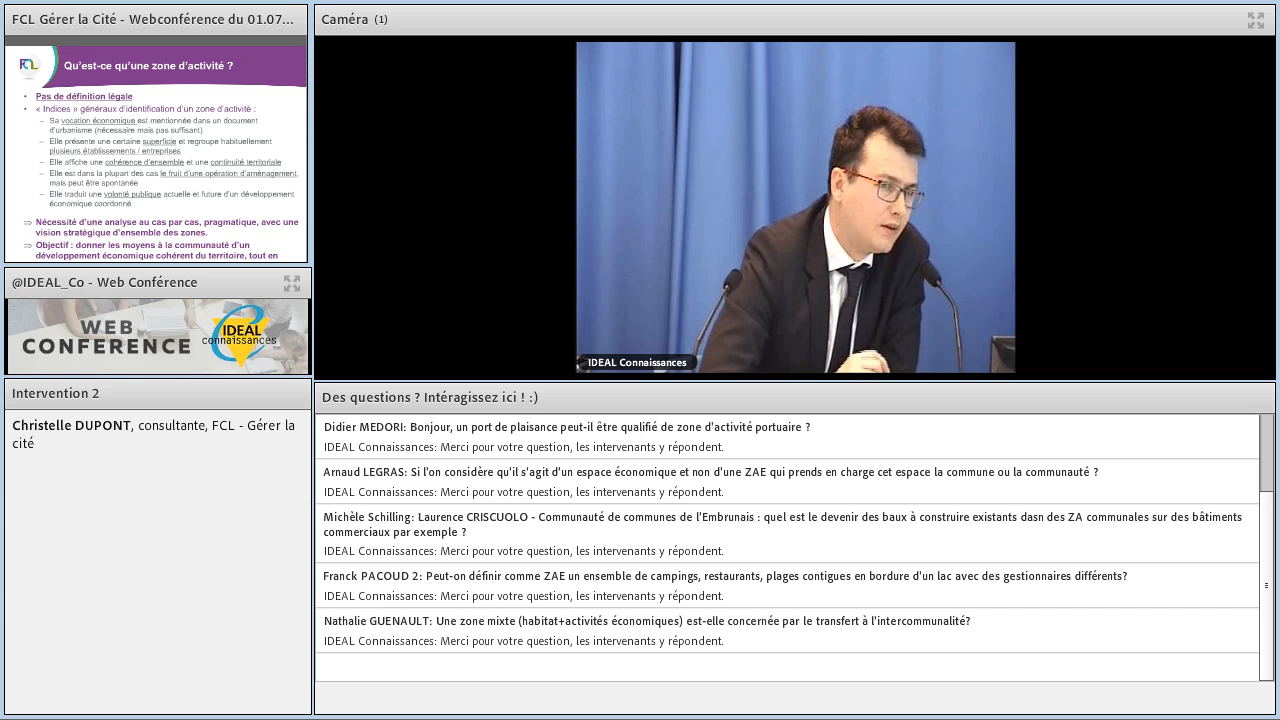 FCL Gérer la Cité - Webconférence du 01.07...
FCL
Qu'est-ce qu'une zone d'activité ?
• Pas de définition légale
• « Indices » généraux d'identification d'un zone d'activité :
– Sa vocation économique est mentionnée dans un document
d'urbanisme (nécessaire mais pas suffisant)
– Elle présente une certaine superficie et regroupe habituellement
plusieurs établissements / entreprises
– Elle affiche une cohérence d'ensemble et une continuité territoriale
– Elle est dans la plupart des cas le fruit d'une opération d'aménagement,
mais peut être spontanée
– Elle traduit une volonté publique actuelle et future d'un développement
économique coordonné
⇒ Nécessité d'une analyse au cas par cas, pragmatique, avec une
vision stratégique d'ensemble des zones.
⇒ Objectif : donner les moyens à la communauté d'un
développement économique cohérent du territoire, tout en
@IDEAL_Co - Web Conférence
WEB
CONFERENCE
IDEAL
connaissances
Intervention 2
Christelle DUPONT, consultante, FCL - Gérer la
cité
Caméra (1)
IDEAL Connaissances
Des questions ? Intéragissez ici ! :)
Didier MEDORI: Bonjour, un port de plaisance peut-il être qualifié de zone d'activité portuaire ?
IDEAL Connaissances: Merci pour votre question, les intervenants y répondent.
Arnaud LEGRAS: Si l'on considère qu'il s'agit d'un espace économique et non d'une ZAE qui prends en charge cet espace la commune ou la communauté ?
IDEAL Connaissances: Merci pour votre question, les intervenants y répondent.
Michèle Schilling: Laurence CRISCUOLO - Communauté de communes de l'Embrunais : quel est le devenir des baux à construire existants dasn des ZA communales sur des bâtiments
commerciaux par exemple ?
IDEAL Connaissances: Merci pour votre question, les intervenants y répondent.
Franck PACOUD 2: Peut-on définir comme ZAE un ensemble de campings, restaurants, plages contigues en bordure d'un lac avec des gestionnaires différents?
IDEAL Connaissances: Merci pour votre question, les intervenants y répondent.
Nathalie GUENAULT: Une zone mixte (habitat+activités économiques) est-elle concernée par le transfert à l'intercommunalité?
IDEAL Connaissances: Merci pour votre question, les intervenants y répondent.